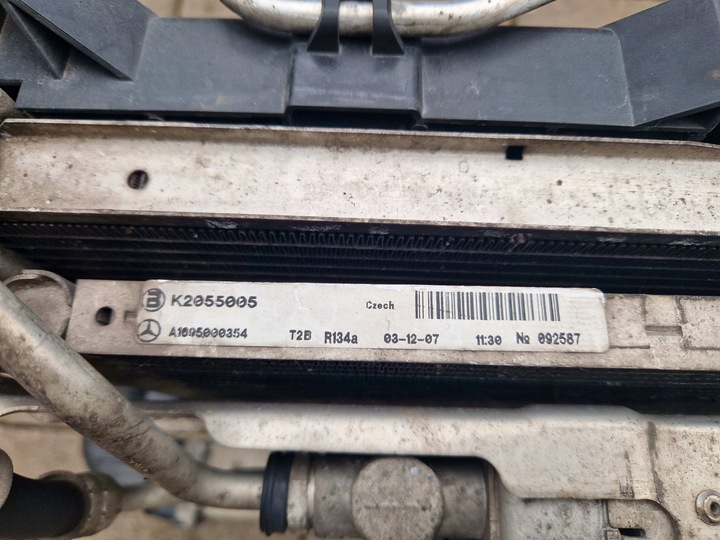 B K2055005 Czech
A1695000354 T2B R134a 03-12-07 11:30 № 092587